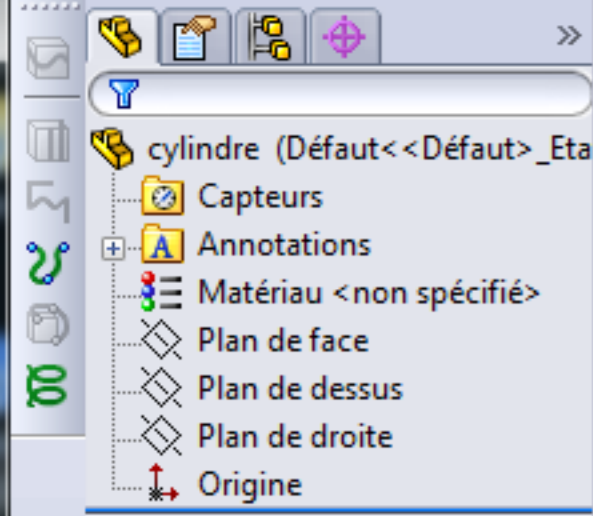 cylindre (Défaut<<Défaut>_Eta
Capteurs
A Annotations
Matériau <non spécifié>
Plan de face
Plan de dessus
Plan de droite
Origine